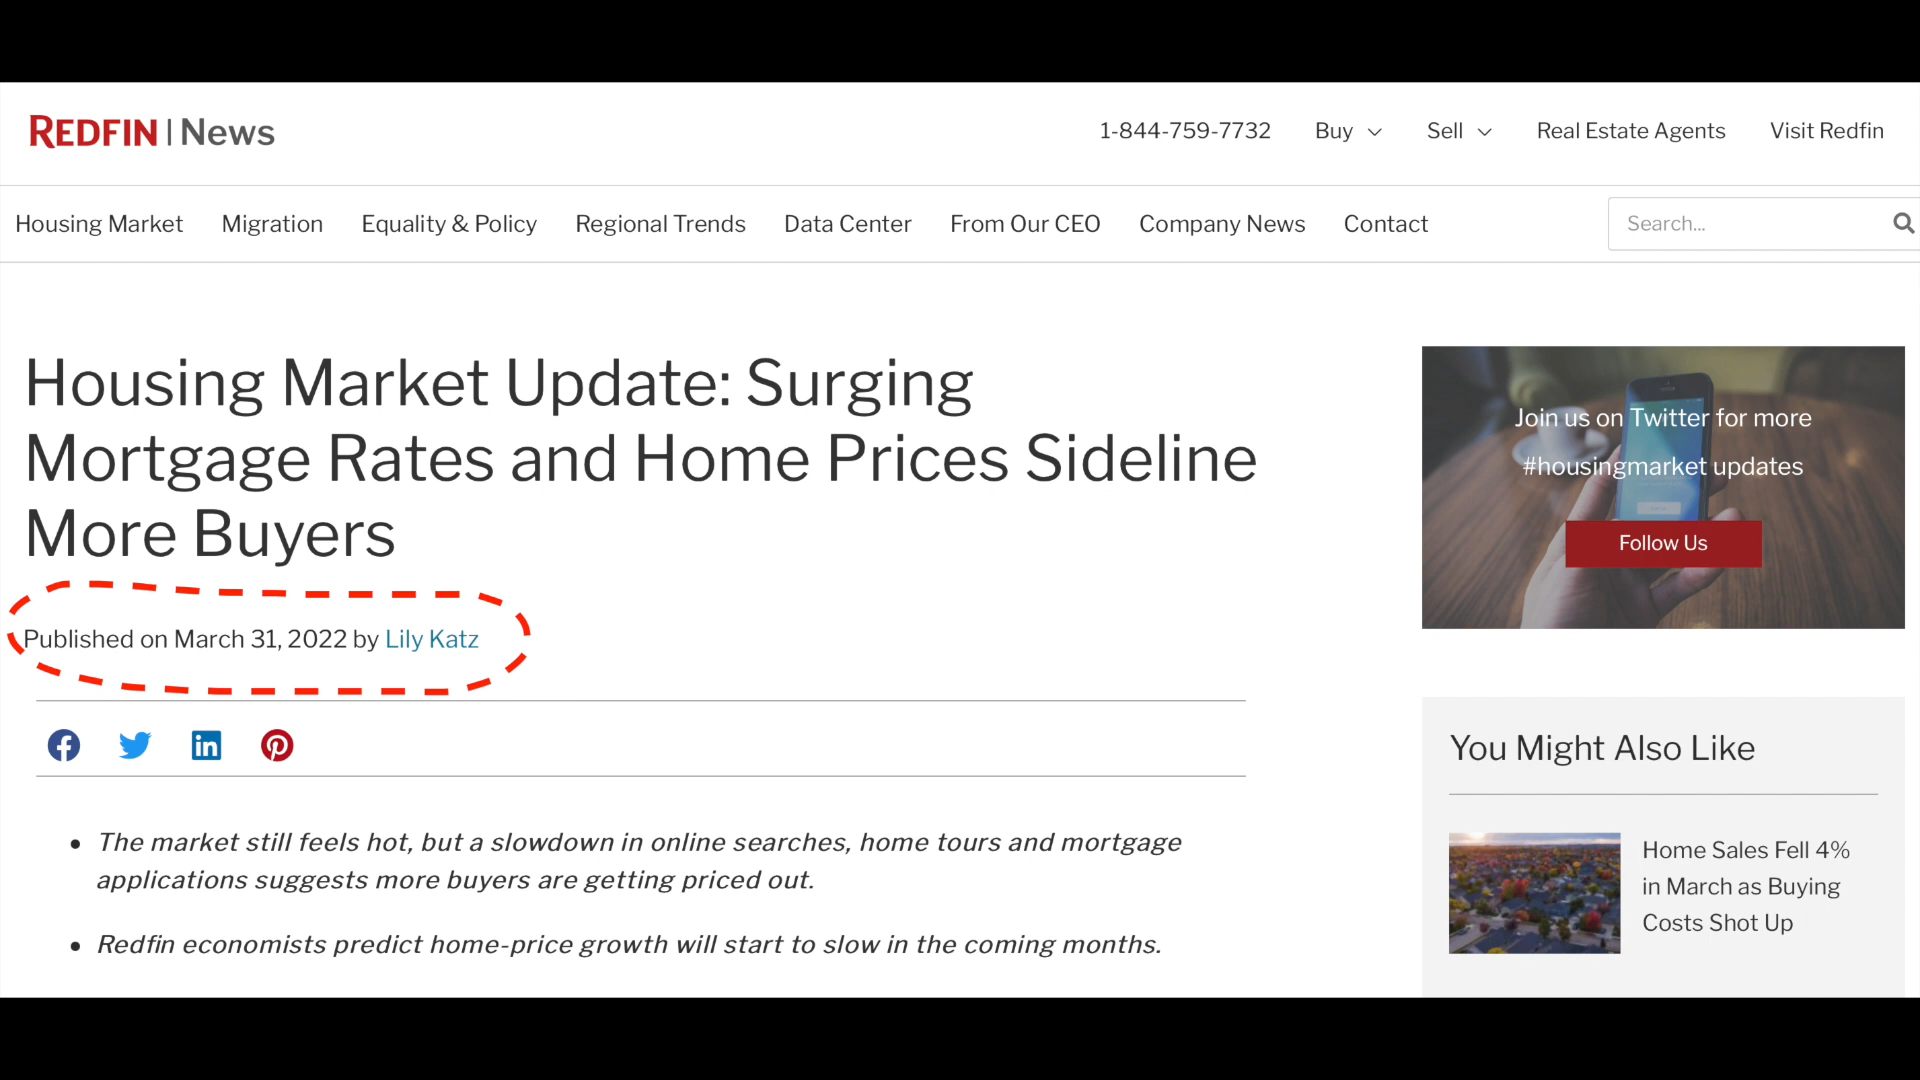 REDFIN | News
1-844-759-7732 Buy Sell Real Estate Agents Visit Redfin
Housing Market Migration Equality & Policy Regional Trends Data Center From Our CEO Company News Contact Search...
Housing Market Update: Surging
Mortgage Rates and Home Prices Sideline
More Buyers
Published on March 31, 2022 by Lily Katz
• The market still feels hot, but a slowdown in online searches, home tours and mortgage
applications suggests more buyers are getting priced out.
• Redfin economists predict home-price growth will start to slow in the coming months.
Join us on Twitter for more
#housingmarket updates
Follow Us
You Might Also Like
Home Sales Fell 4%
in March as Buying
Costs Shot Up